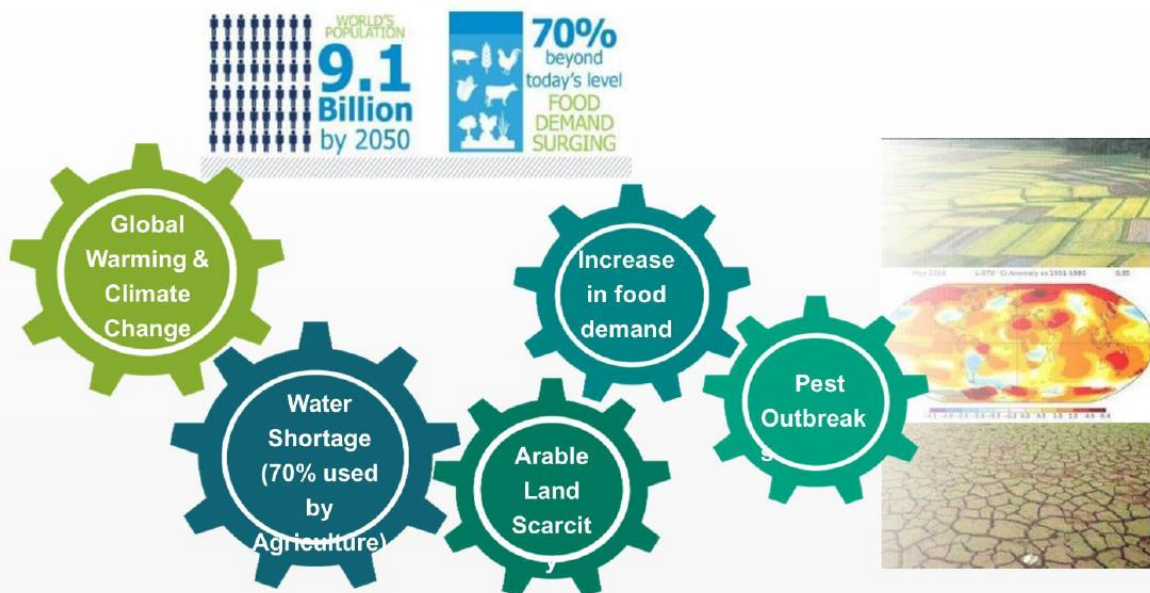 WORLD'S
POPULATION
9.1
Billion
by 2050
70%
beyond
today's level
FOOD
DEMAND
SURGING
Global
Warming &
Climate
Change
Increase
in food
demand
Pest
Outbreak
s
Water
Shortage
(70% used
by
Agriculture)
Arable
Land
Scarcit
y